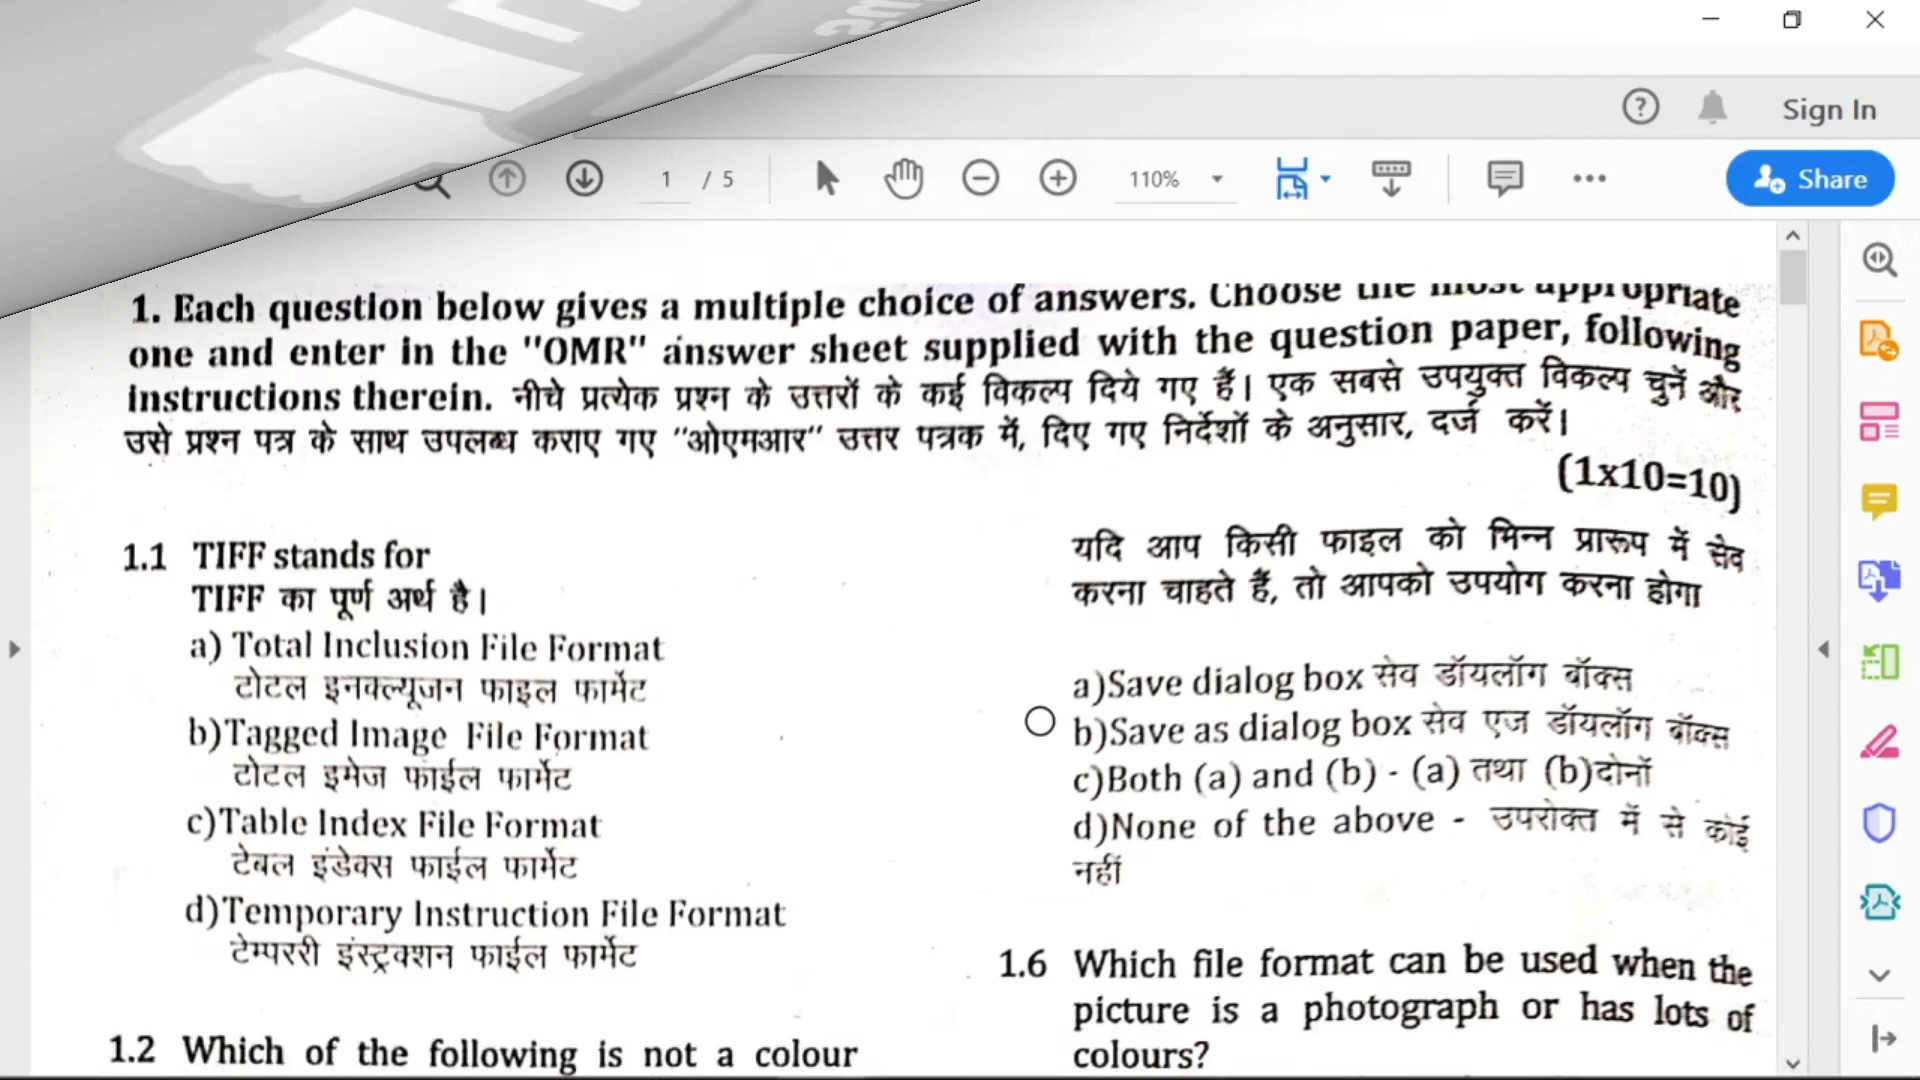 Sign In
1 / 5
110%
Share
1. Each question below gives a multiple choice of answers. Choose the most appropriate
one and enter in the "OMR" answer sheet supplied with the question paper, following
instructions therein. नीचे प्रत्येक प्रश्न के उत्तरों के कई विकल्प दिये गए हैं। एक सबसे उपयुक्त विकल्प चुनें और
उसे प्रश्न पत्र के साथ उपलब्ध कराए गए "ओएमआर" उत्तर पत्रक में, दिए गए निर्देशों के अनुसार, दर्ज करें।
(1x10=10)
1.1 TIFF stands for
TIFF का पूर्ण अर्थ है।
a) Total Inclusion File Format
टोटल इनक्ल्यूजन फाइल फार्मेट
b)Tagged Image File Format
टोटल इमेज फाईल फार्मेट
c)Table Index File Format
टेबल इंडेक्स फाईल फार्मेट
d)Temporary Instruction File Format
टेम्पररी इंस्ट्रक्शन फाईल फार्मेट
1.2 Which of the following is not a colour
यदि आप किसी फाइल को भिन्न प्रारूप में सेव
करना चाहते हैं, तो आपको उपयोग करना होगा
a)Save dialog box सेव डॉयलॉग बॉक्स
b)Save as dialog box सेव एज डॉयलॉग बॉक्स
c)Both (a) and (b) - (a) तथा (b)दोनों
d)None of the above - उपरोक्त में से कोई
नहीं
1.6 Which file format can be used when the
picture is a photograph or has lots of
colours?